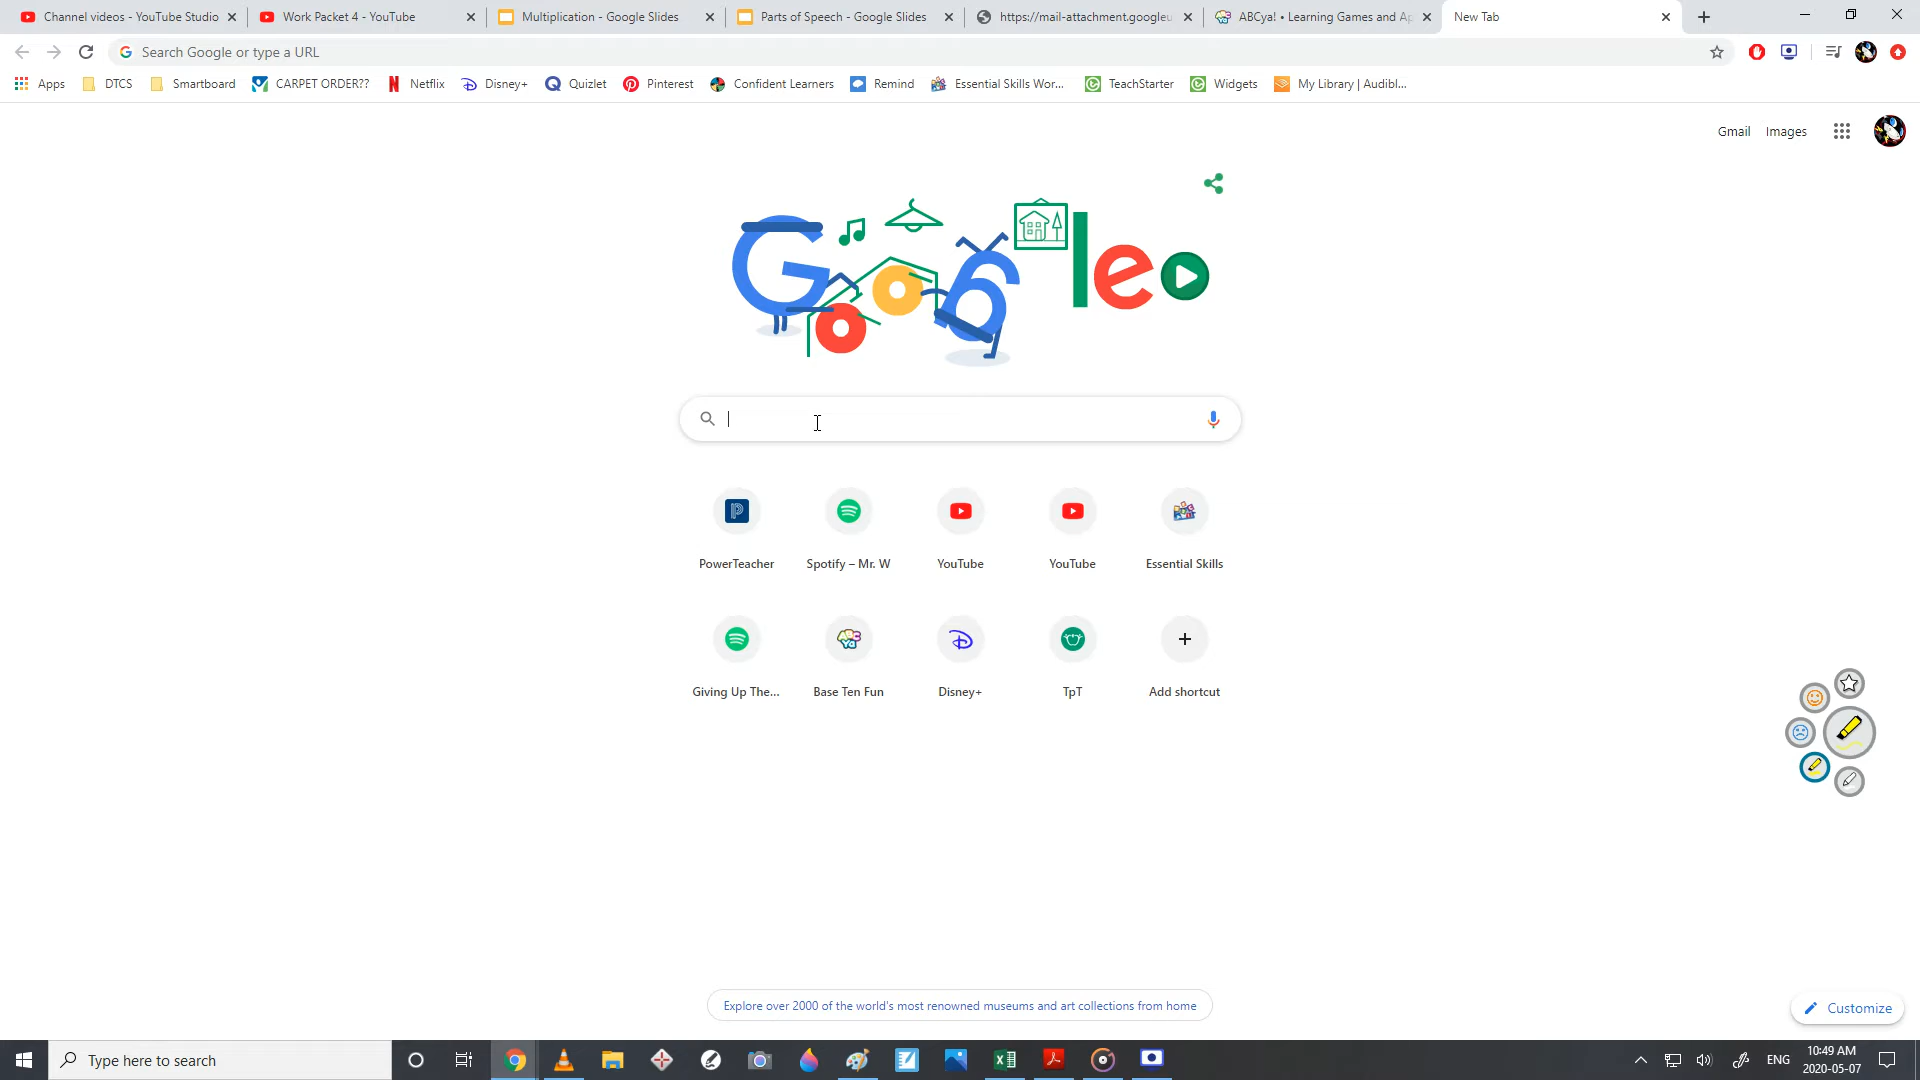 Channel videos - YouTube Studio
Work Packet 4 - YouTube
Multiplication - Google Slides
Parts of Speech - Google Slides
https://mail-attachment.googleu
ABCya! • Learning Games and Ap
New Tab
Search Google or type a URL
Apps
DTCS
Smartboard
CARPET ORDER??
Netflix
Disney+
Quizlet
Pinterest
Confident Learners
Remind
Essential Skills Wor...
TeachStarter
Widgets
My Library | Audibl...
Gmail
Images
Google
PowerTeacher
Spotify – Mr. W
YouTube
YouTube
Essential Skills
Giving Up The...
Base Ten Fun
Disney+
TpT
Add shortcut
Explore over 2000 of the world's most renowned museums and art collections from home
Customize
Type here to search
ENG
10:49 AM
2020-05-07